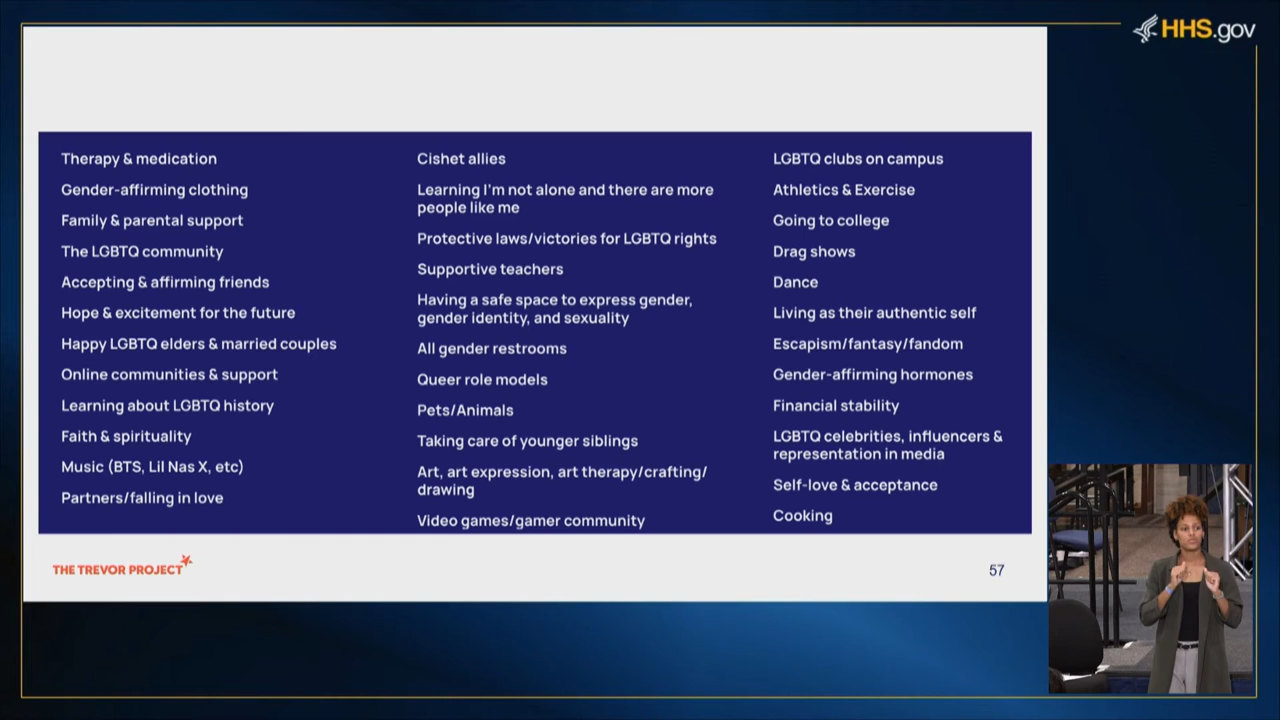 HHS.gov
Therapy & medication
Gender-affirming clothing
Family & parental support
The LGBTQ community
Accepting & affirming friends
Hope & excitement for the future
Happy LGBTQ elders & married couples
Online communities & support
Learning about LGBTQ history
Faith & spirituality
Music (BTS, Lil Nas X, etc)
Partners/falling in love
Cishet allies
Learning I'm not alone and there are more
people like me
Protective laws/victories for LGBTQ rights
Supportive teachers
Having a safe space to express gender,
gender identity, and sexuality
All gender restrooms
Queer role models
Pets/Animals
Taking care of younger siblings
Art, art expression, art therapy/crafting/
drawing
Video games/gamer community
LGBTQ clubs on campus
Athletics & Exercise
Going to college
Drag shows
Dance
Living as their authentic self
Escapism/fantasy/fandom
Gender-affirming hormones
Financial stability
LGBTQ celebrities, influencers &
representation in media
Self-love & acceptance
Cooking
THE TREVOR PROJECT
57